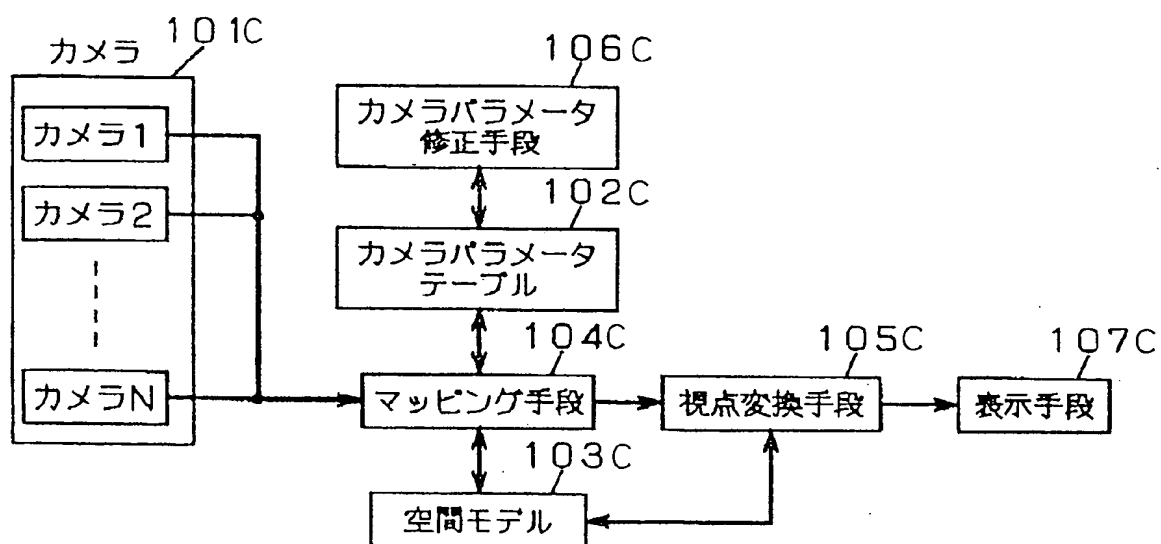 101C
カメラ
カメラ1
カメラ2
カメラN
106C
カメラパラメータ
修正手段
102C
カメラパラメータ
テーブル
104C
マッピング手段
105C
視点変換手段
107C
表示手段
103C
空間モデル